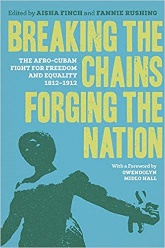 Edited by AISHA FINCH and FANNIE RUSHING
BREAKING THE
CHAINS
FORGING THE
NATION
THE AFRO-CUBAN
FIGHT FOR FREEDOM
AND EQUALITY
1812–1912
With a Foreword by
GWENDOLYN
MIDLO HALL